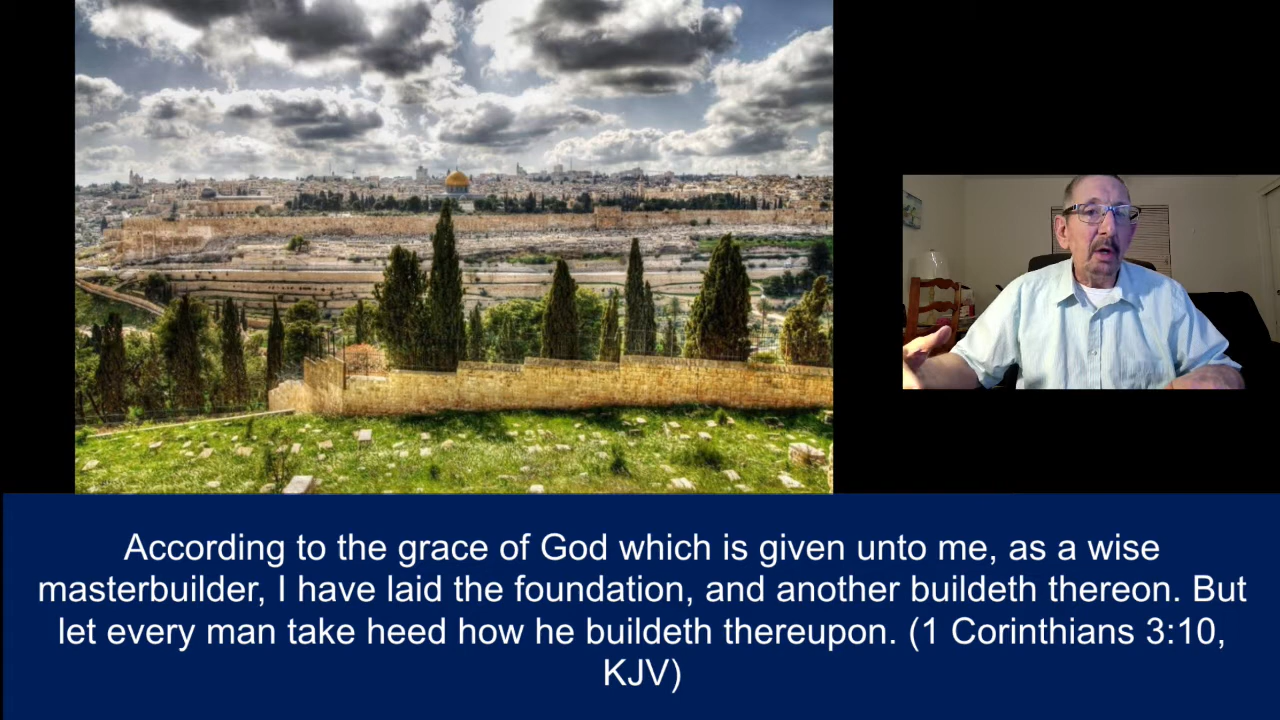 According to the grace of God which is given unto me, as a wise
masterbuilder, I have laid the foundation, and another buildeth thereon. But
let every man take heed how he buildeth thereupon. (1 Corinthians 3:10,
KJV)